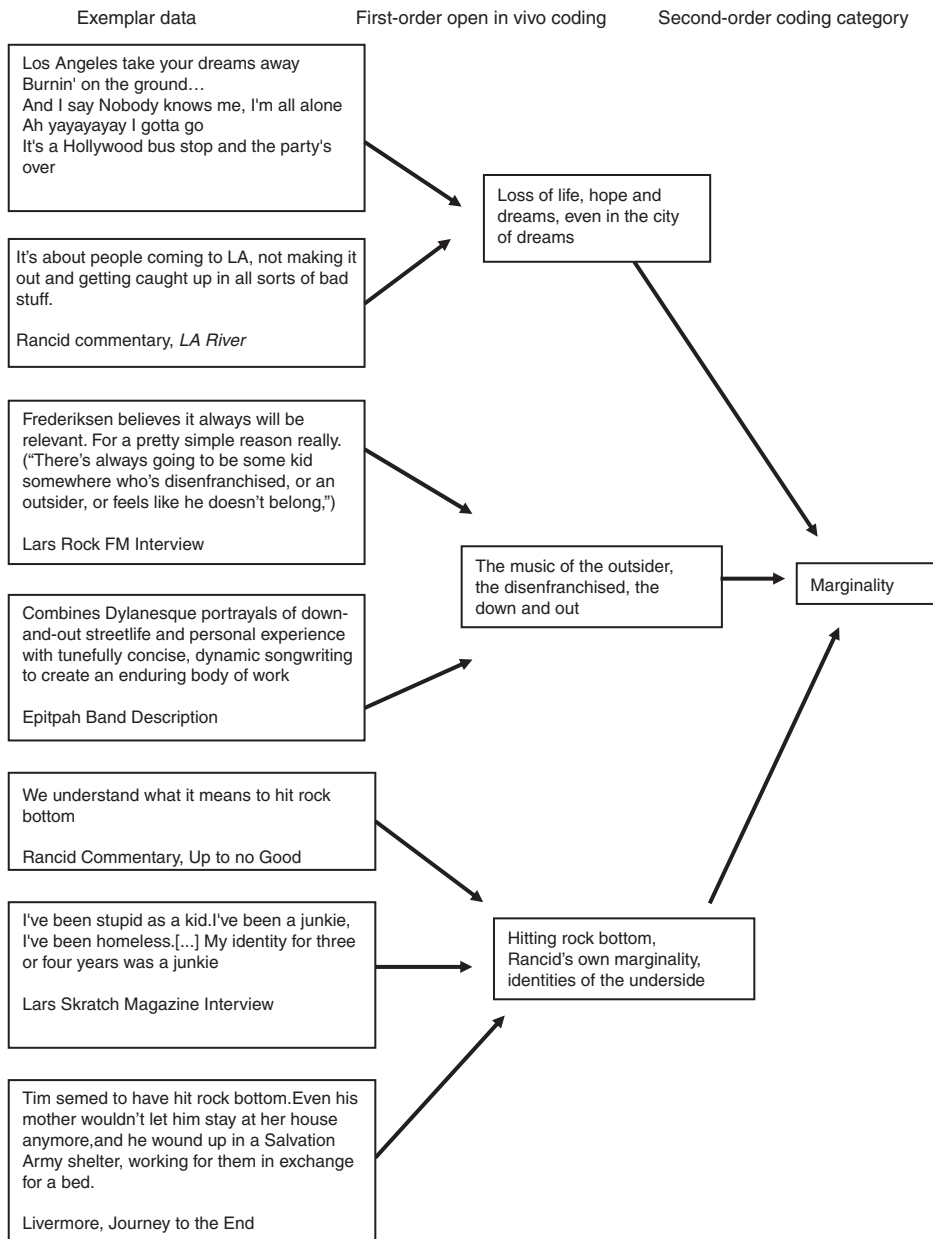 Exemplar data
First-order open in vivo coding
Second-order coding category
Los Angeles take your dreams away
Burnin' on the ground…
And I say Nobody knows me, I'm all alone
Ah yayayayay I gotta go
It's a Hollywood bus stop and the party's
over
It's about people coming to LA, not making it
out and getting caught up in all sorts of bad
stuff.
Rancid commentary, LA River
Loss of life, hope and
dreams, even in the city
of dreams
Frederiksen believes it always will be
relevant. For a pretty simple reason really.
(“There’s always going to be some kid
somewhere who’s disenfranchised, or an
outsider, or feels like he doesn’t belong,”)
Lars Rock FM Interview
Combines Dylanesque portrayals of down-
and-out streetlife and personal experience
with tunefully concise, dynamic songwriting
to create an enduring body of work
Epitpah Band Description
The music of the outsider,
the disenfranchised, the
down and out
Marginality
We understand what it means to hit rock
bottom
Rancid Commentary, Up to no Good
I've been stupid as a kid.I've been a junkie,
I've been homeless.[...] My identity for three
or four years was a junkie
Lars Skratch Magazine Interview
Tim semed to have hit rock bottom.Even his
mother wouldn’t let him stay at her house
anymore,and he wound up in a Salvation
Army shelter, working for them in exchange
for a bed.
Livermore, Journey to the End
Hitting rock bottom,
Rancid’s own marginality,
identities of the underside